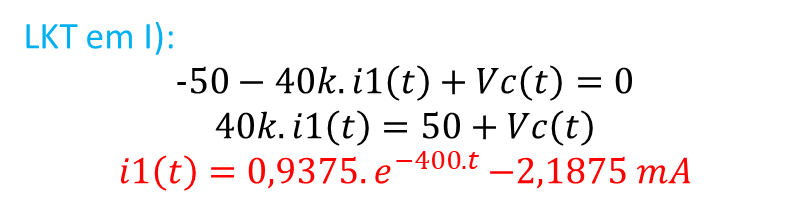 LKT em I):
-50 − 40k.i1(t) + Vc(t) = 0
40k.i1(t) = 50 + Vc(t)
i1(t) = 0,9375.e^{−400.t} −2,1875 mA